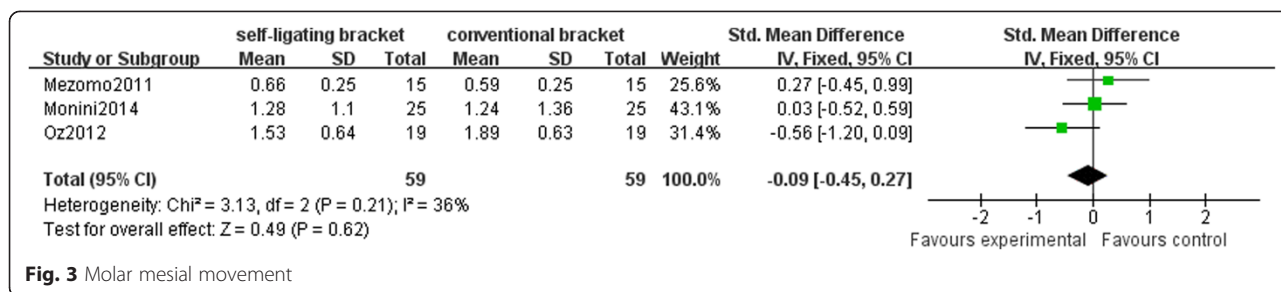 self-ligating bracket conventional bracket Std. Mean Difference Std. Mean Difference
Study or Subgroup Mean SD Total Mean SD Total Weight IV, Fixed, 95% CI IV, Fixed, 95% CI
Mezomo2011 0.66 0.25 15 0.59 0.25 15 25.6% 0.27 [-0.45, 0.99]
Monini2014 1.28 1.1 25 1.24 1.36 25 43.1% 0.03 [-0.52, 0.59]
Oz2012 1.53 0.64 19 1.89 0.63 19 31.4% -0.56 [-1.20, 0.09]
Total (95% CI) 59 59 100.0% -0.09 [-0.45, 0.27]
Heterogeneity: Chi² = 3.13, df = 2 (P = 0.21); I² = 36%
Test for overall effect: Z = 0.49 (P = 0.62)
-2 -1 0 1 2
Favours experimental Favours control
Fig. 3 Molar mesial movement